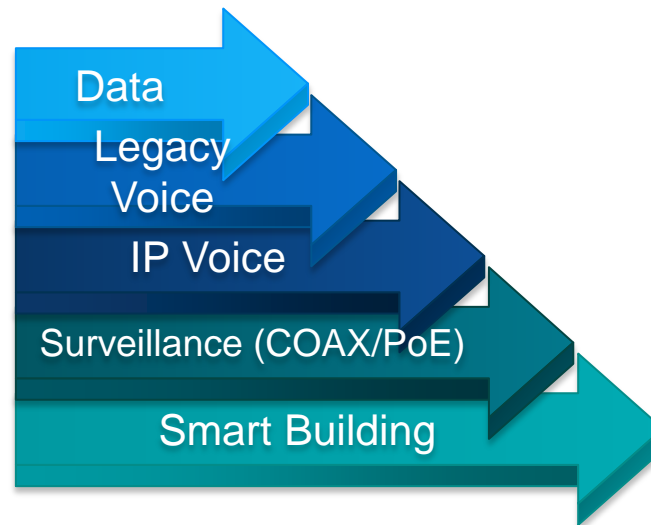 Data
Legacy
Voice
IP Voice
Surveillance (COAX/PoE)
Smart Building